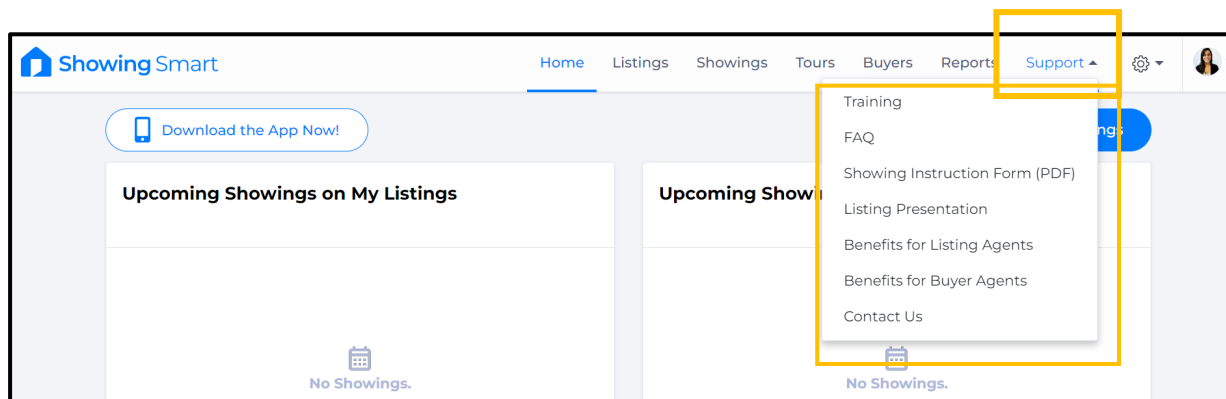 Showing Smart
Home Listings Showings Tours Buyers Reports Support
Download the App Now!
Training
FAQ
Showing Instruction Form (PDF)
Listing Presentation
Benefits for Listing Agents
Benefits for Buyer Agents
Contact Us
Upcoming Showings on My Listings
Upcoming
No Showings.
No Showings.